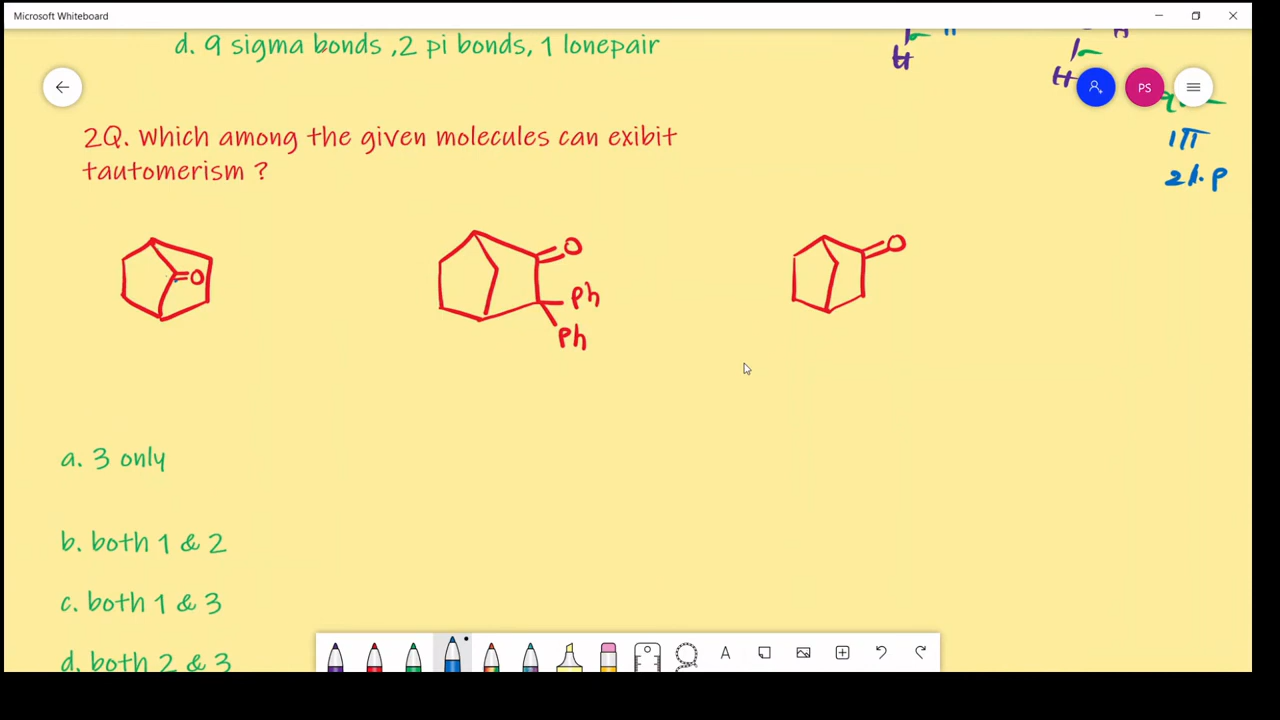 Microsoft Whiteboard
d. 9 sigma bonds ,2 pi bonds, 1 lonepair
H
H
PS
1π
2l.p
2Q. Which among the given molecules can exibit
tautomerism ?
O
O
Ph
Ph
O
a. 3 only
b. both 1 & 2
c. both 1 & 3
d. both 2 & 3
A